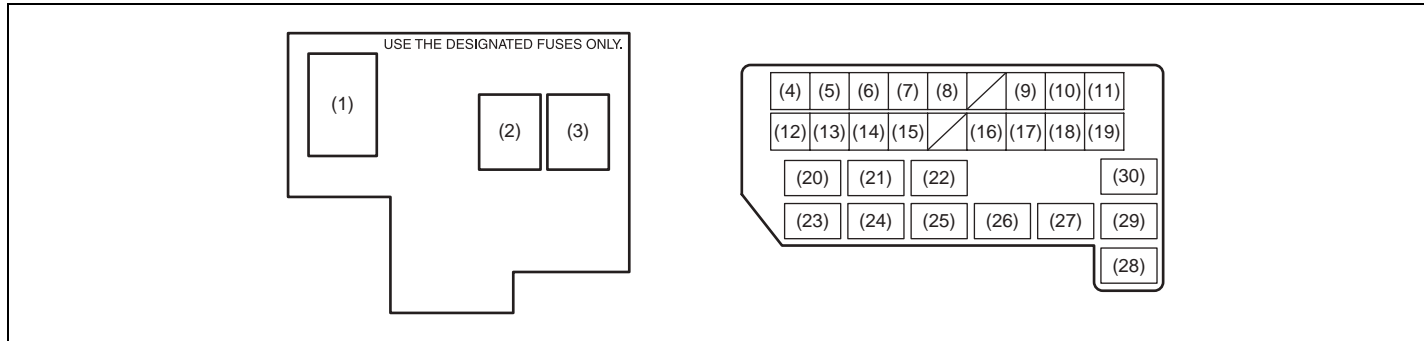 USE THE DESIGNATED FUSES ONLY.
(1)
(2) (3)
(4) (5) (6) (7) (8) (9) (10) (11)
(12) (13) (14) (15) (16) (17) (18) (19)
(20) (21) (22) (30)
(23) (24) (25) (26) (27) (29)
(28)